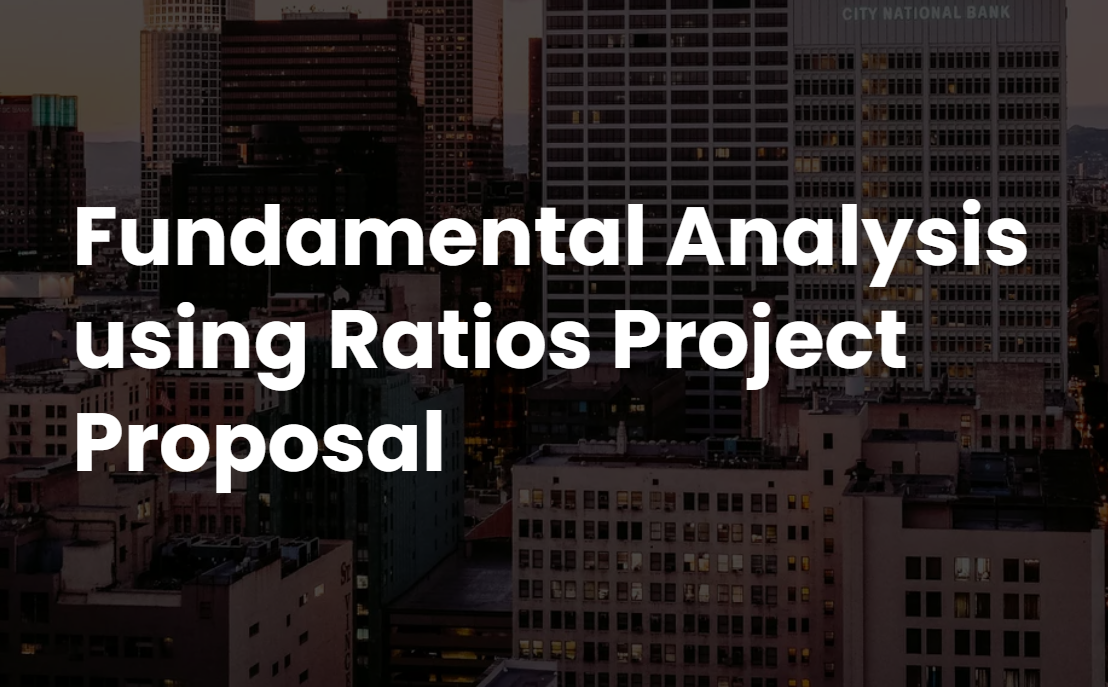 CITY NATIONAL BANK
Fundamental Analysis
using Ratios Project
Proposal